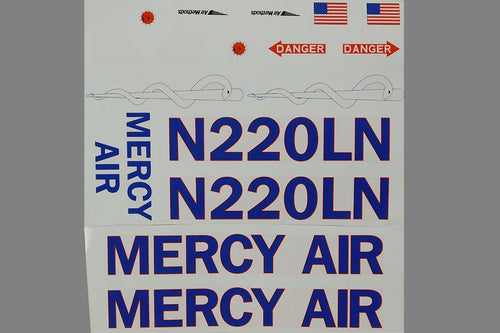 Air Methods
Air Methods
DANGER
DANGER
MERCY
AIR
N220LN
N220LN
MERCY AIR
MERCY AIR